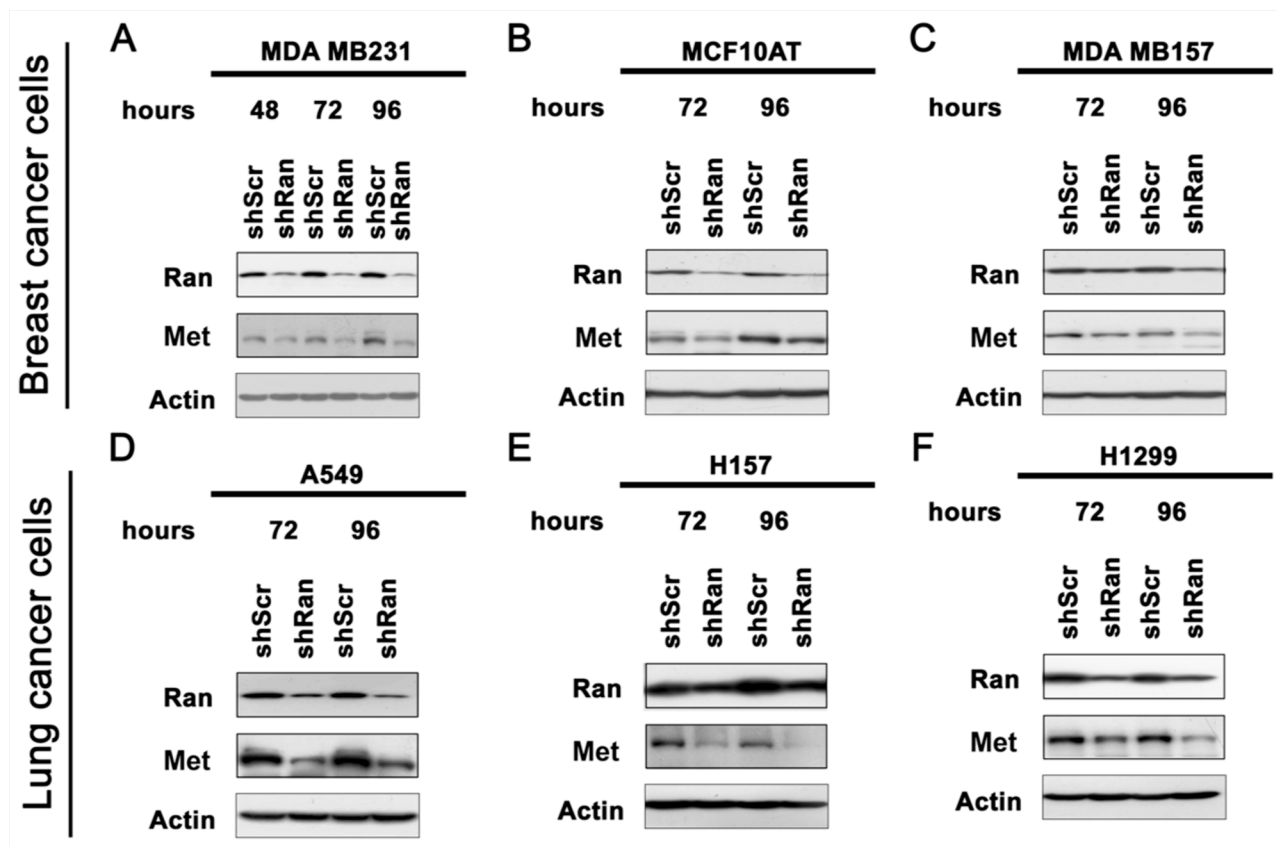 Breast cancer cells
A
MDA MB231
hours 48 72 96
shScr shRan shScr shRan shScr shRan
Ran
Met
Actin
B
MCF10AT
hours 72 96
shScr shRan shScr shRan
Ran
Met
Actin
C
MDA MB157
hours 72 96
shScr shRan shScr shRan
Ran
Met
Actin
Lung cancer cells
D
A549
hours 72 96
shScr shRan shScr shRan
Ran
Met
Actin
E
H157
hours 72 96
shScr shRan shScr shRan
Ran
Met
Actin
F
H1299
hours 72 96
shScr shRan shScr shRan
Ran
Met
Actin